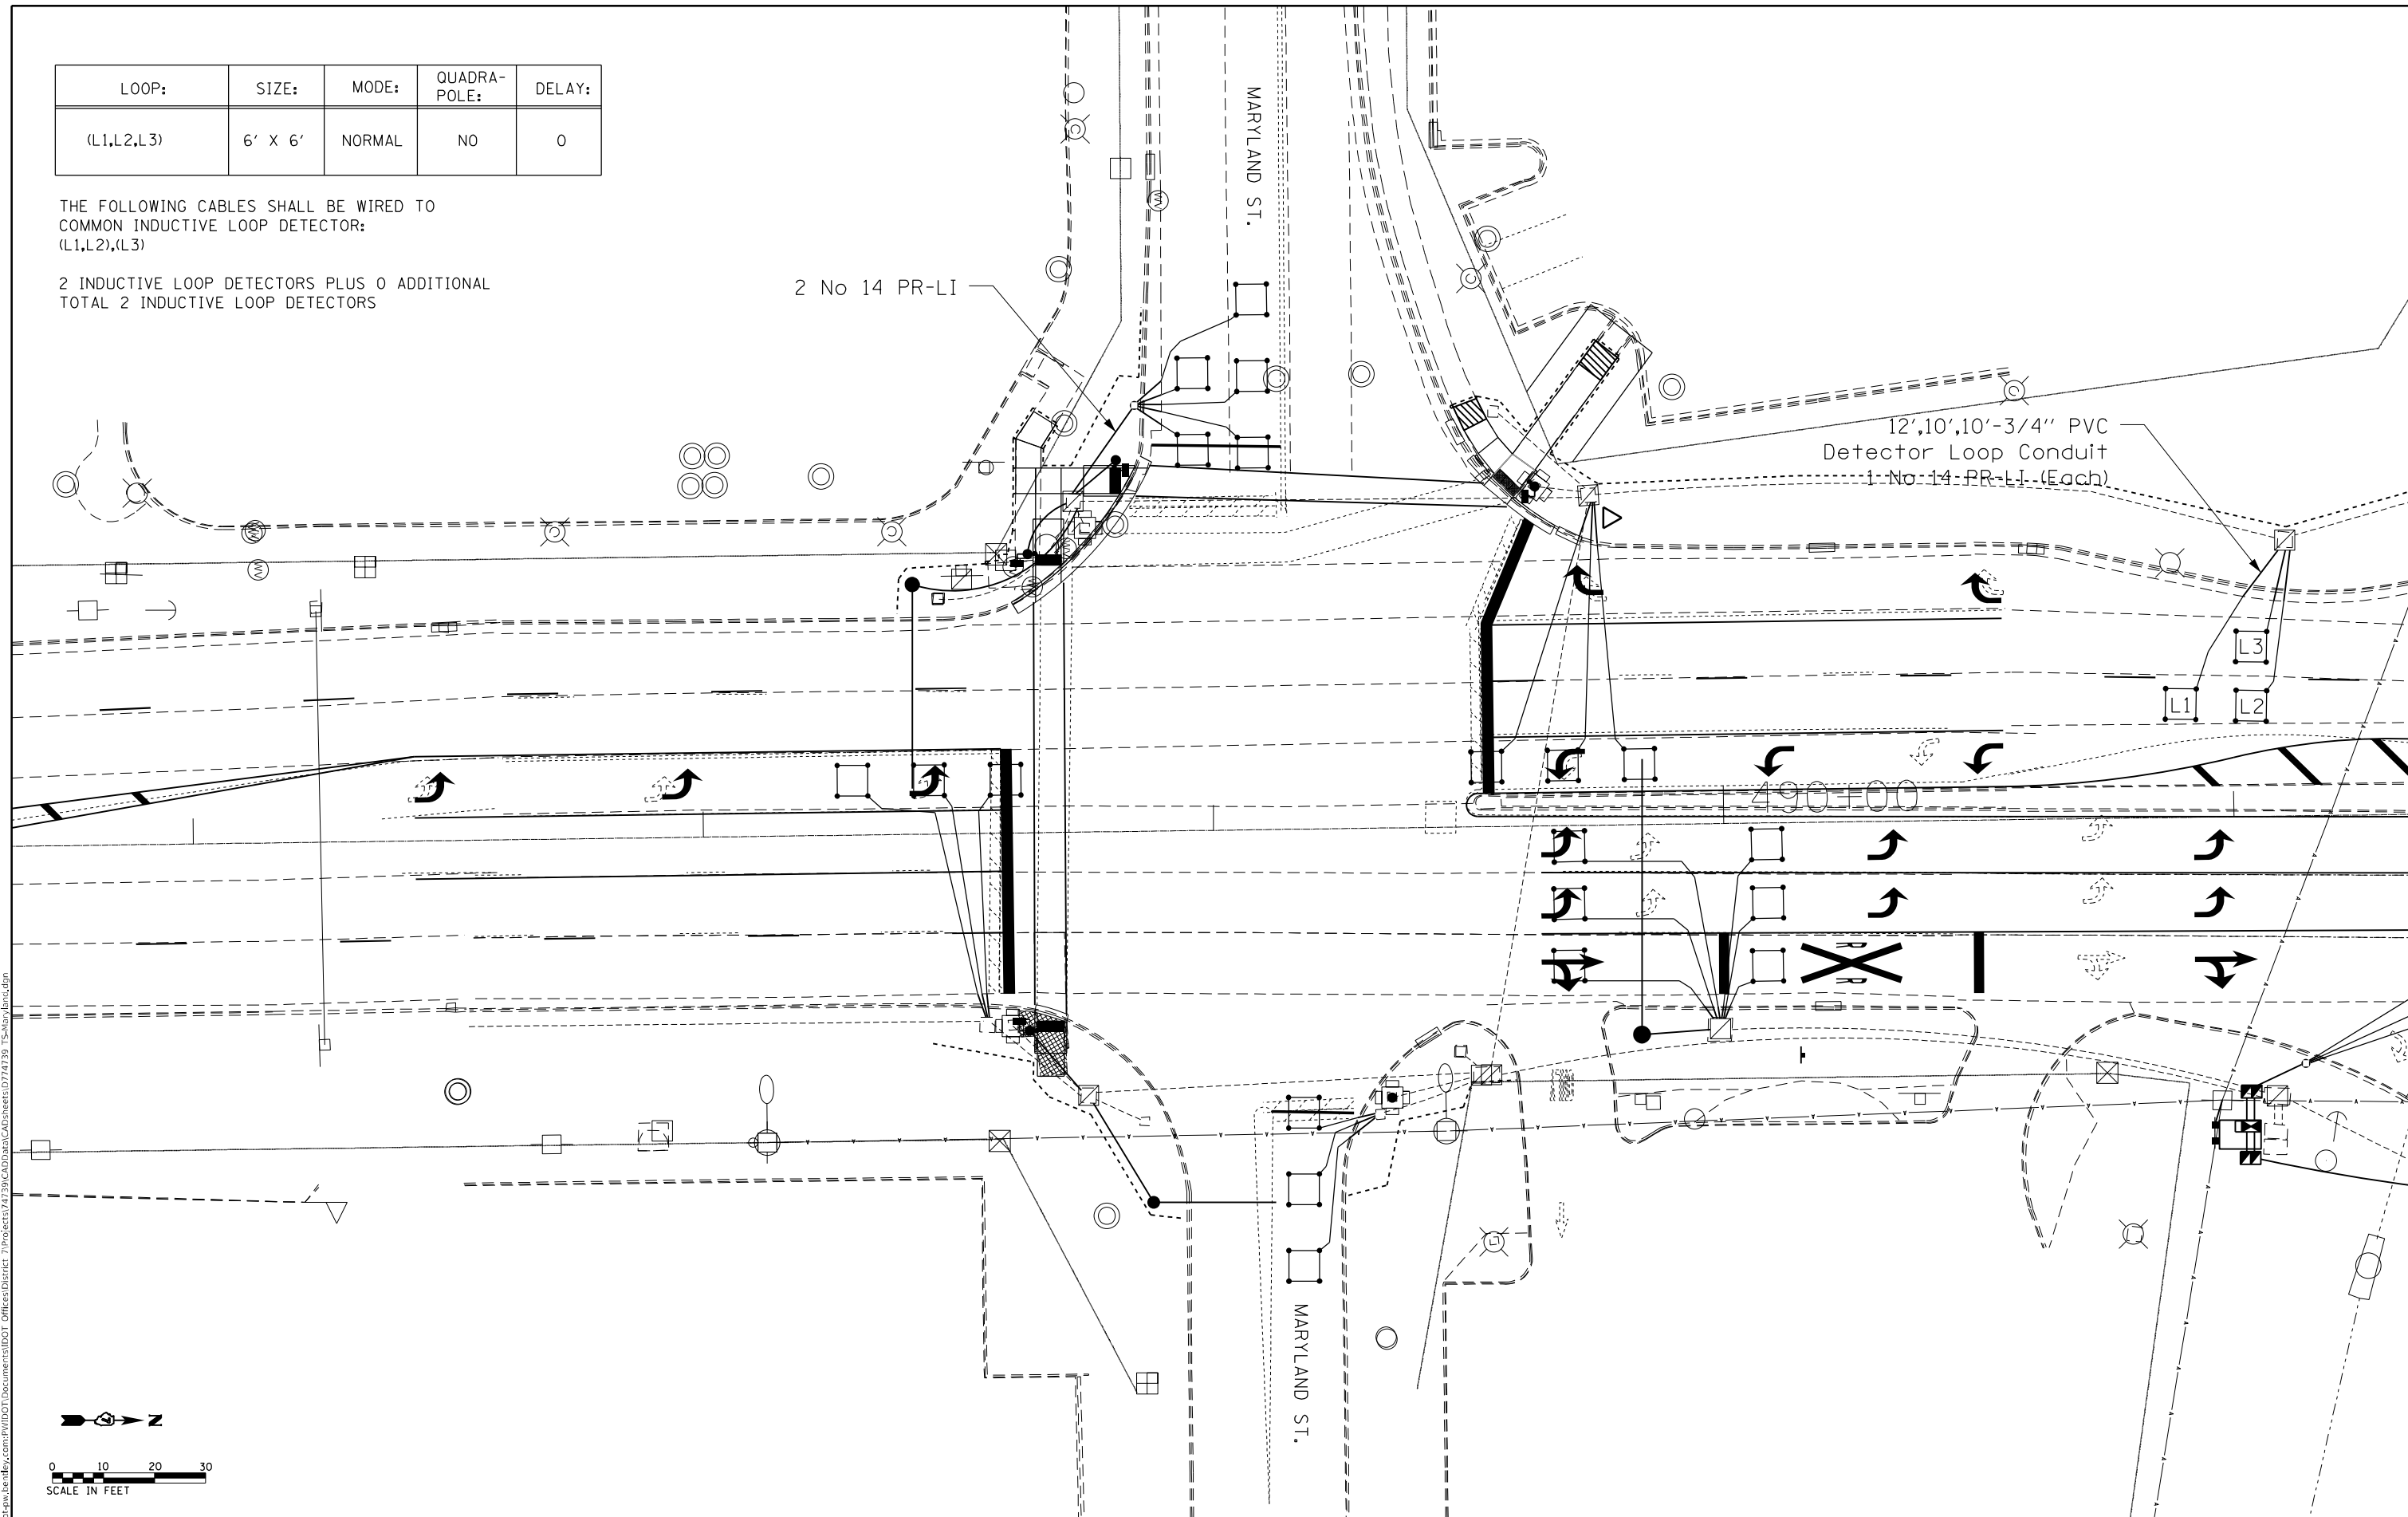 LOOP: SIZE: MODE: QUADRA-POLE: DELAY:
(L1,L2,L3) 6' X 6' NORMAL NO 0
THE FOLLOWING CABLES SHALL BE WIRED TO
COMMON INDUCTIVE LOOP DETECTOR:
(L1,L2),(L3)
2 INDUCTIVE LOOP DETECTORS PLUS 0 ADDITIONAL
TOTAL 2 INDUCTIVE LOOP DETECTORS
MARYLAND ST.
2 No 14 PR-LI
12',10',10'-3/4'' PVC
Detector Loop Conduit
1 No 14 PR-LI (Each)
L3
L1
L2
490+00
R
R
MARYLAND ST.
N
0 10 20 30
SCALE IN FEET